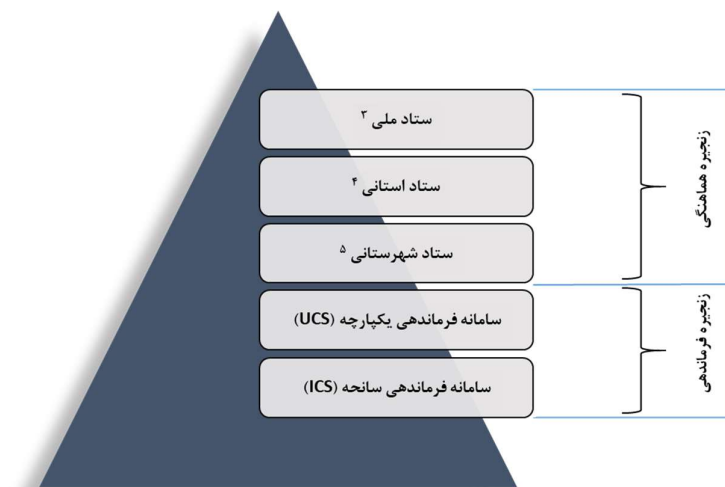 ستاد ملی ۳
ستاد استانی ۴
ستاد شهرستانی ۵
سامانه فرماندهی یکپارچه (UCS)
سامانه فرماندهی سانحه (ICS)
زنجیره هماهنگی
زنجیره فرماندهی